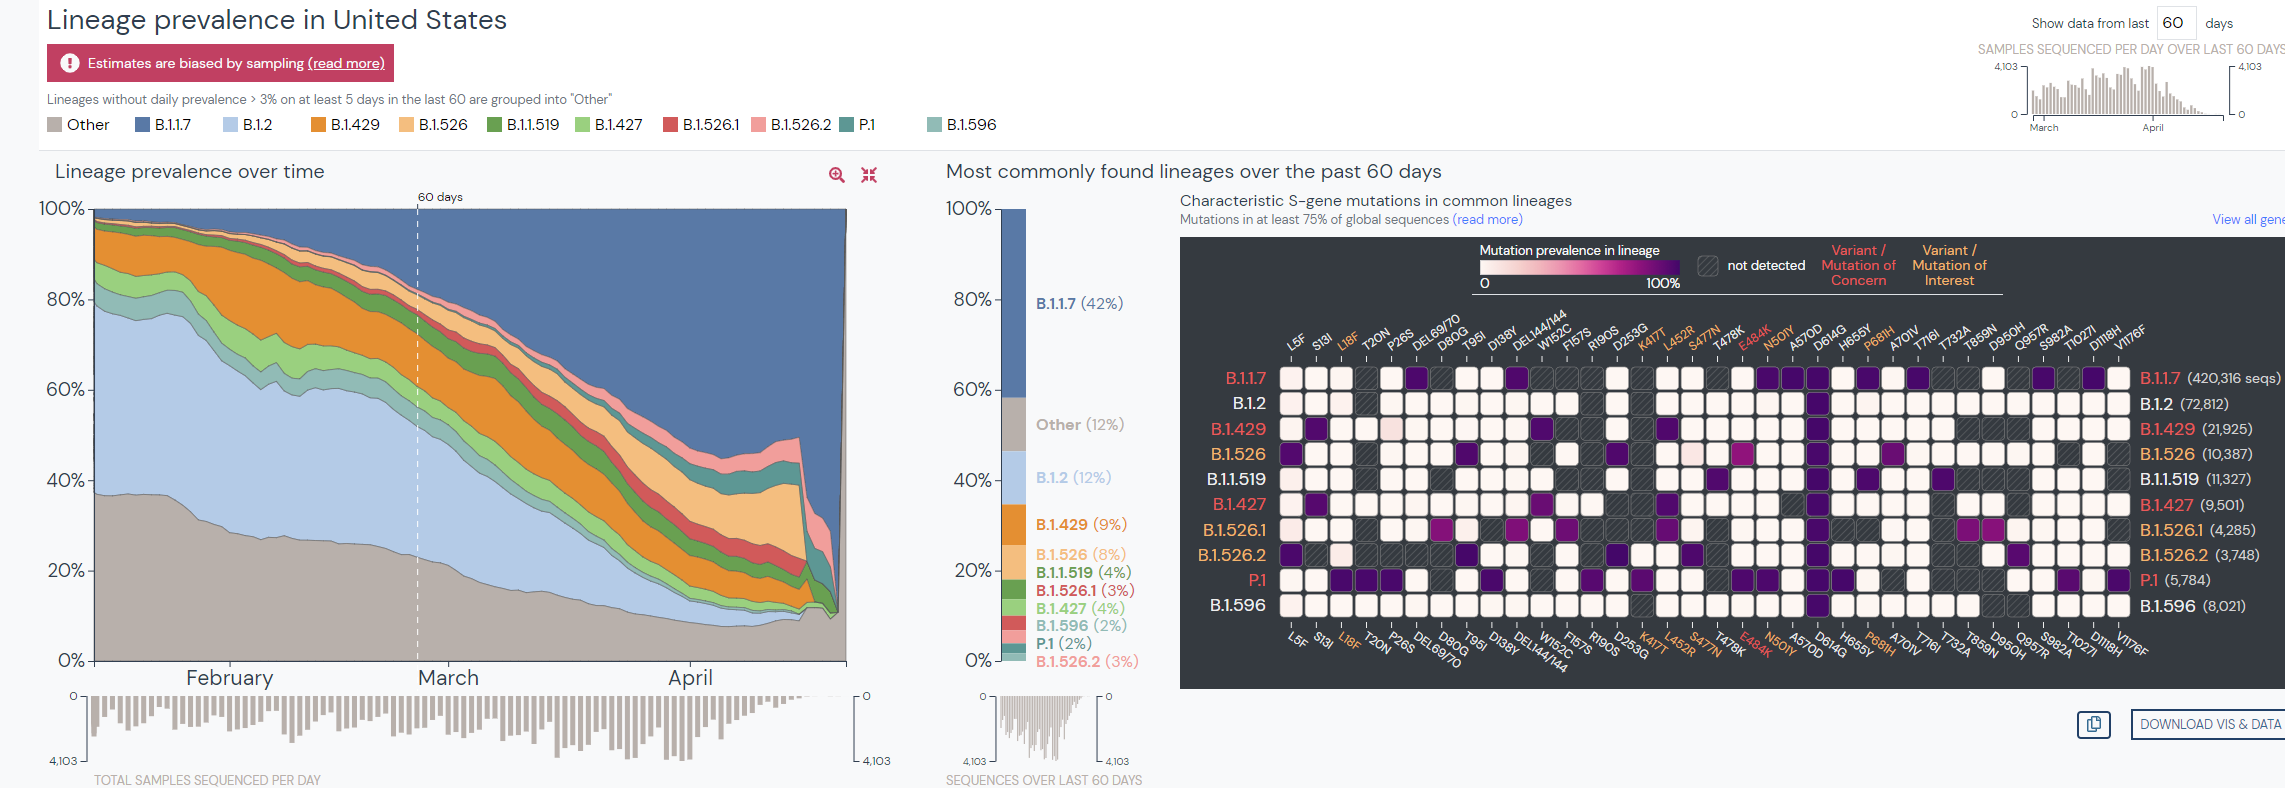 Lineage prevalence in United States
Show data from last 60 days
Estimates are biased by sampling (read more)
SAMPLES SEQUENCED PER DAY OVER LAST 60 DAYS
4,103 4,103
0 0
March April
Lineages without daily prevalence > 3% on at least 5 days in the last 60 are grouped into "Other"
Other B.1.1.7 B.1.2 B.1.429 B.1.526 B.1.1.519 B.1.427 B.1.526.1 B.1.526.2 P.1 B.1.596
Lineage prevalence over time
60 days
100%
80%
60%
40%
20%
0%
February March April
0 0
4,103 4,103
TOTAL SAMPLES SEQUENCED PER DAY
Most commonly found lineages over the past 60 days
100%
80%
60%
40%
20%
0%
B.1.1.7 (42%)
Other (12%)
B.1.2 (12%)
B.1.429 (9%)
B.1.526 (8%)
B.1.1.519 (4%)
B.1.526.1 (3%)
B.1.427 (4%)
B.1.596 (2%)
P.1 (2%)
B.1.526.2 (3%)
0 0
4,103 4,103
SEQUENCES OVER LAST 60 DAYS
Characteristic S-gene mutations in common lineages
Mutations in at least 75% of global sequences (read more)
View all gene
Mutation prevalence in lineage
0 100%
not detected
Variant / Mutation of Concern
Variant / Mutation of Interest
L5F S13I L18F T20N P26S DEL69/70 D80G T95I D138Y DEL144/144 W152C F157S R190S D253G K417T L452R S477N T478K E484K N501Y A570D D614G H655Y P681H A701V T716I T732A T859N D950H Q957R S982A T1027I D1118H V1176F
B.1.1.7 B.1.1.7 (420,316 seqs)
B.1.2 B.1.2 (72,812)
B.1.429 B.1.429 (21,925)
B.1.526 B.1.526 (10,387)
B.1.1.519 B.1.1.519 (11,327)
B.1.427 B.1.427 (9,501)
B.1.526.1 B.1.526.1 (4,285)
B.1.526.2 B.1.526.2 (3,748)
P.1 P.1 (5,784)
B.1.596 B.1.596 (8,021)
L5F S13I L18F T20N P26S DEL69/70 D80G T95I D138Y DEL144/144 W152C F157S R190S D253G K417T L452R S477N T478K E484K N501Y A570D D614G H655Y P681H A701V T716I T732A T859N D950H Q957R S982A T1027I D1118H V1176F
DOWNLOAD VIS & DATA